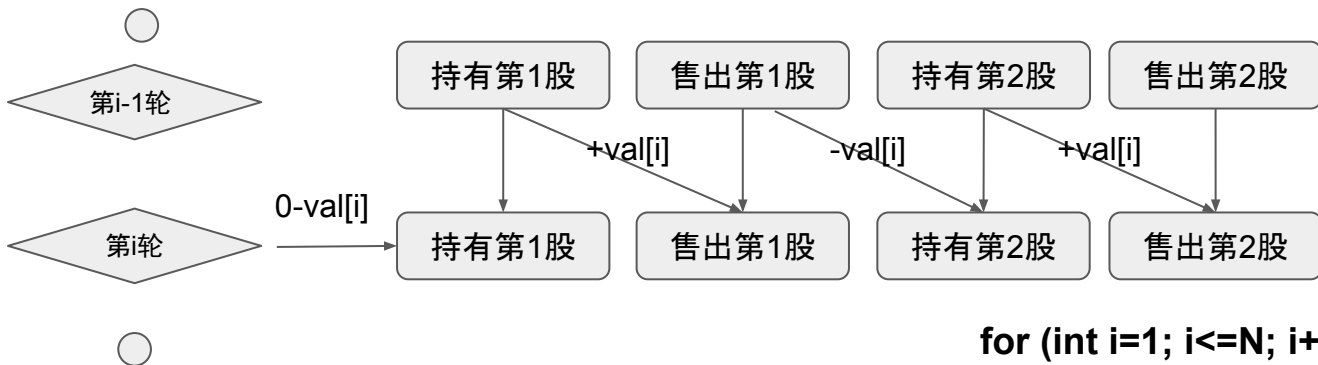 持有第1股 售出第1股 持有第2股 售出第2股
第i-1轮
+val[i] -val[i] +val[i]
0-val[i]
第i轮 持有第1股 售出第1股 持有第2股 售出第2股
for (int i=1; i<=N; i+